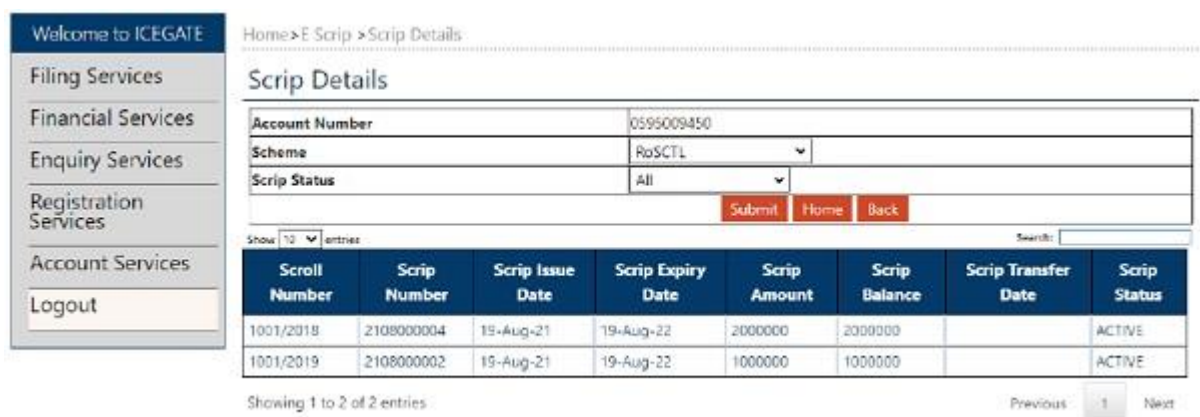 Welcome to ICEGATE
Filing Services
Financial Services
Enquiry Services
Registration
Services
Account Services
Logout
Home>E Scrip >Scrip Details
Scrip Details
Account Number 0595009450
Scheme RoSCTL
Scrip Status All
Submit Home Back
Show 10 entries Search:
Scroll Number Scrip Number Scrip Issue Date Scrip Expiry Date Scrip Amount Scrip Balance Scrip Transfer Date Scrip Status
1001/2018 2108000004 19-Aug-21 19-Aug-22 2000000 2000000 ACTIVE
1001/2019 2108000002 19-Aug-21 19-Aug-22 1000000 1000000 ACTIVE
Showing 1 to 2 of 2 entries Previous 1 Next